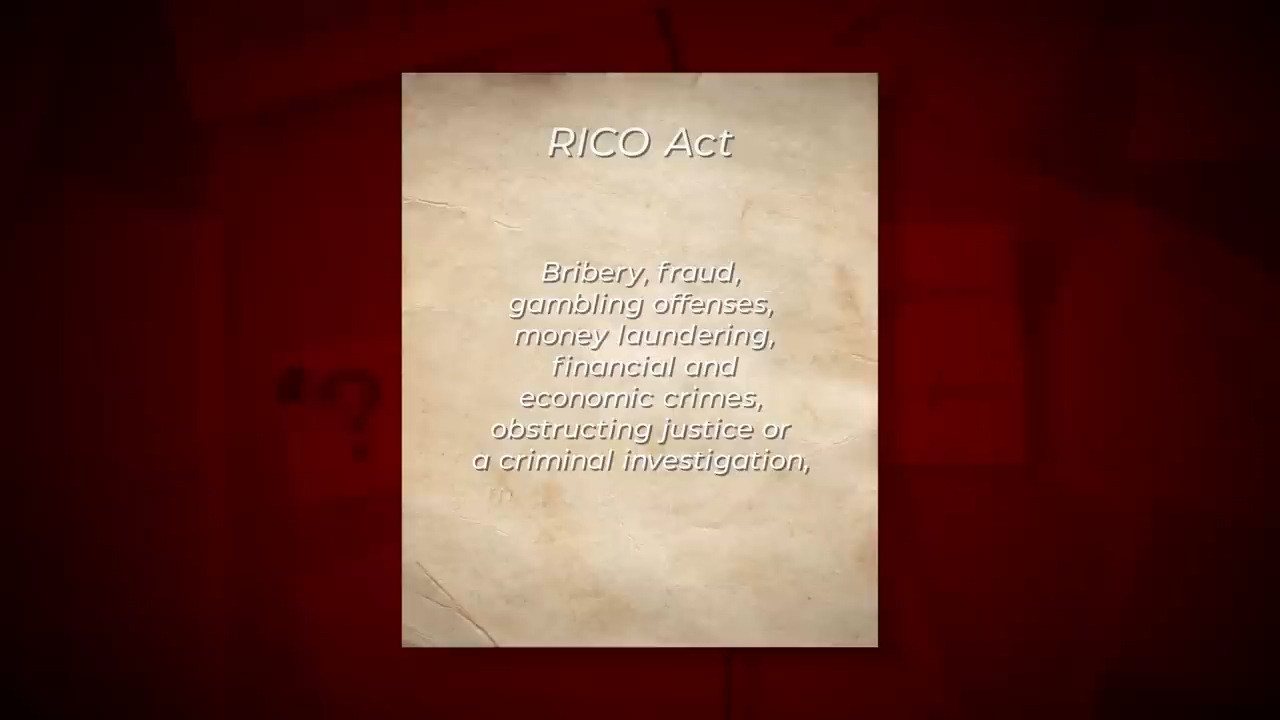 RICO Act
Bribery, fraud,
gambling offenses,
money laundering,
financial and
economic crimes,
obstructing justice or
a criminal investigation,
?